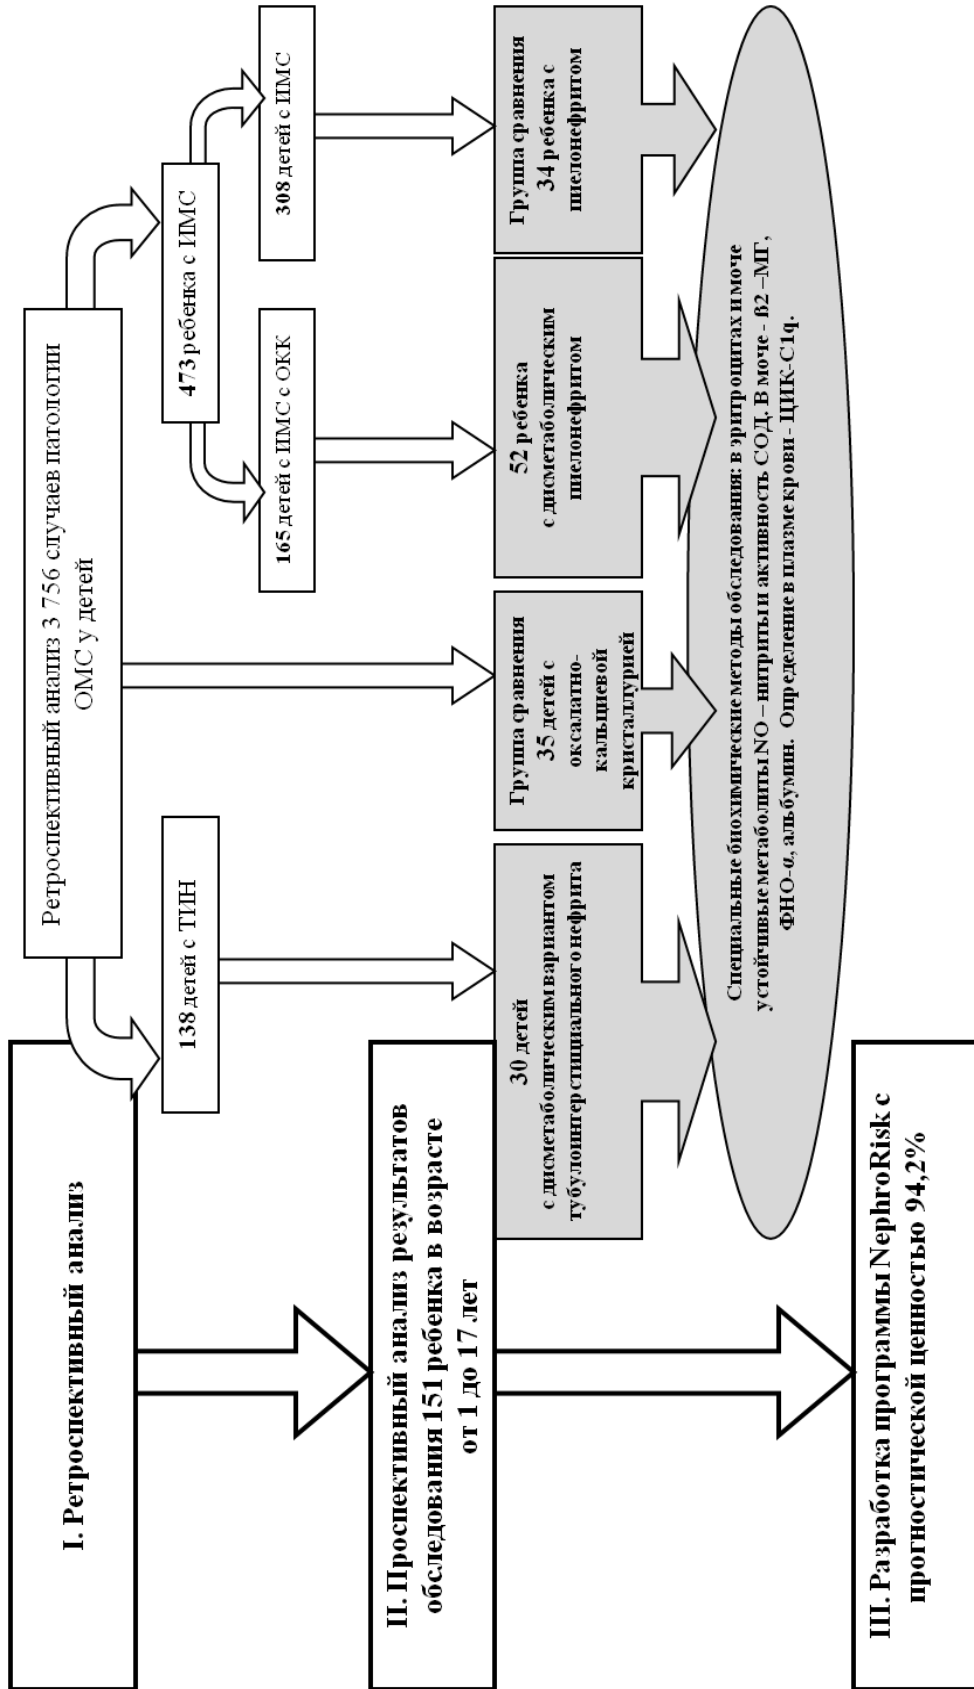 I. Ретроспективный анализ
Ретроспективный анализ 3 756 случаев патологии
ОМС у детей
138 детей с ТИН
473 ребенка с ИМС
165 детей с ИМС с ОКК
308 детей с ИМС
II. Проспективный анализ результатов
обследования 151 ребенка в возрасте
от 1 до 17 лет
30 детей
с дисметаболическим вариантом
тубулоинтерстициального нефрита
Группа сравнения
35 детей с
оксалатно-
кальциевой
кристаллурией
52 ребенка
с дисметаболическим
пиелонефритом
Группа сравнения
34 ребенка с
пиелонефритом
Специальные биохимические методы обследования: в эритроцитах и моче
устойчивые метаболиты NO – нитриты и активность СОД. В моче - β2 –МГ,
ФНО-α, альбумин. Определение в плазме крови - ЦИК-C1q.
III. Разработка программы NephroRisk с
прогностической ценностью 94,2%